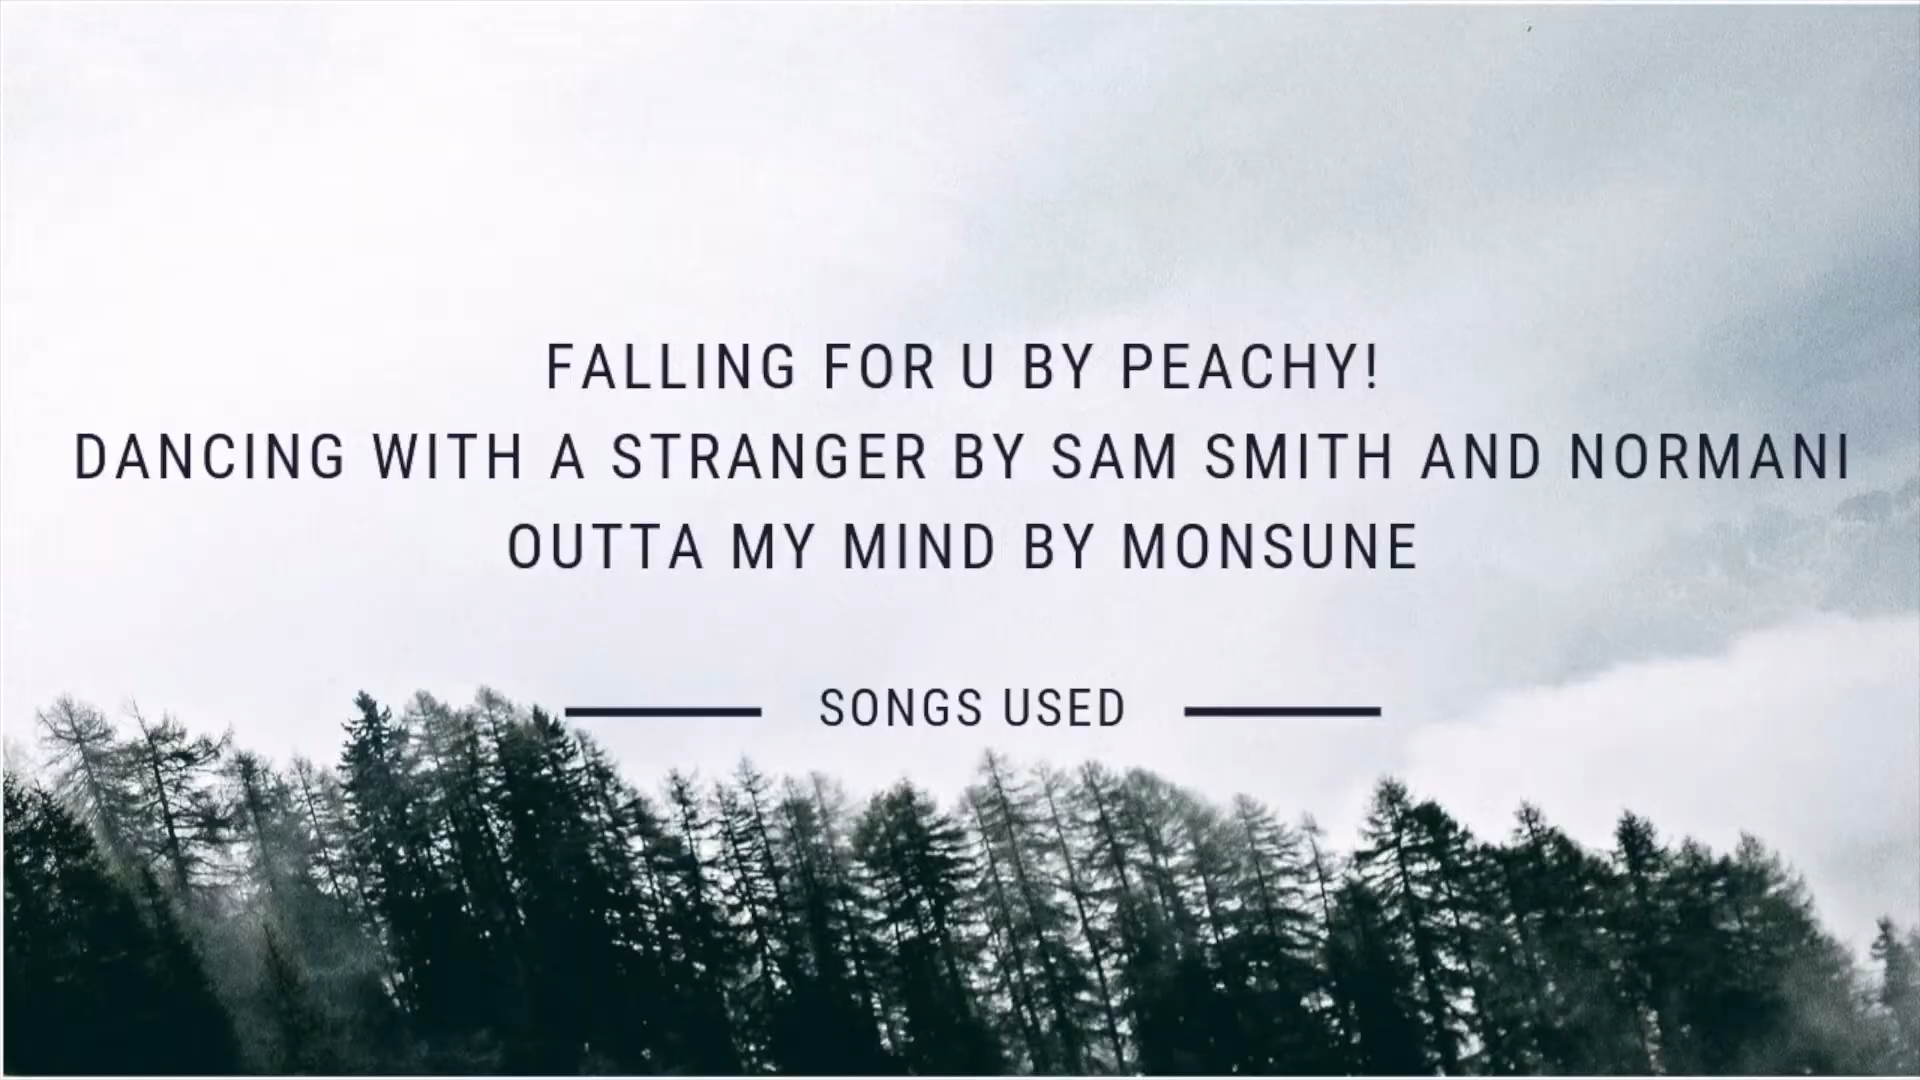 FALLING FOR U BY PEACHY!
DANCING WITH A STRANGER BY SAM SMITH AND NORMANI
OUTTA MY MIND BY MONSUNE
SONGS USED